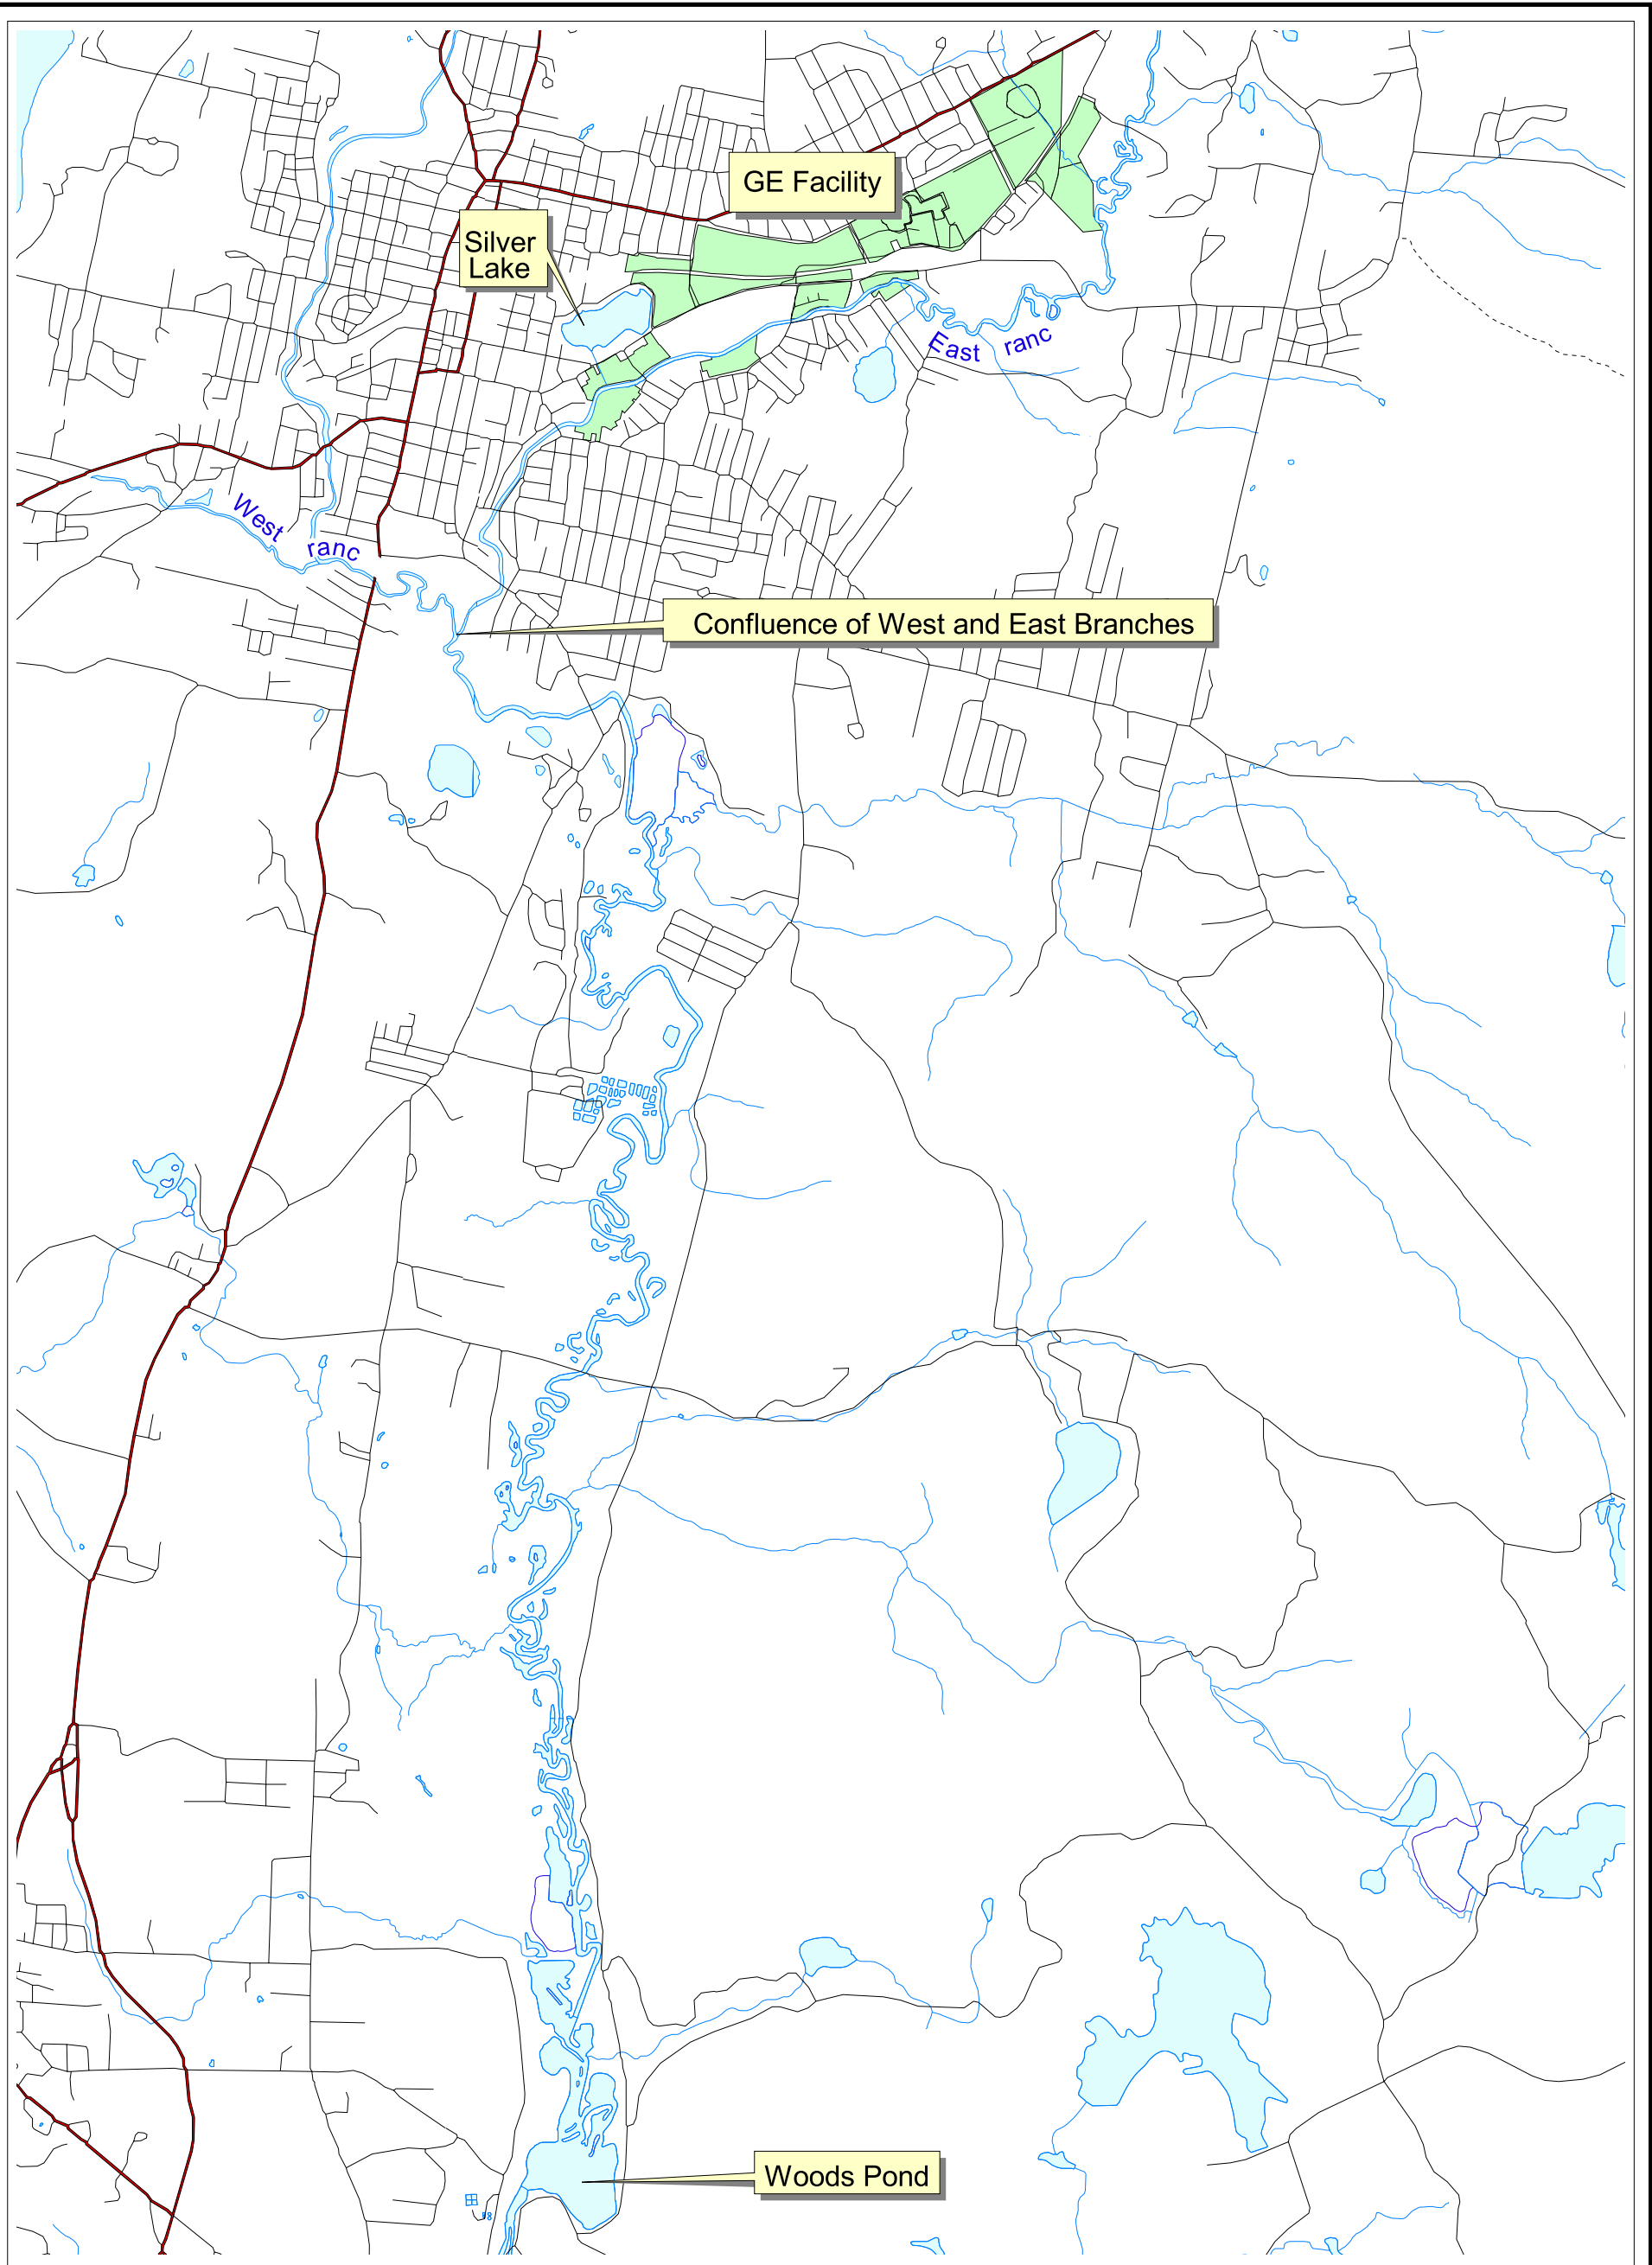 GE Facility
Silver
Lake
East ranc
West ranc
Confluence of West and East Branches
Woods Pond